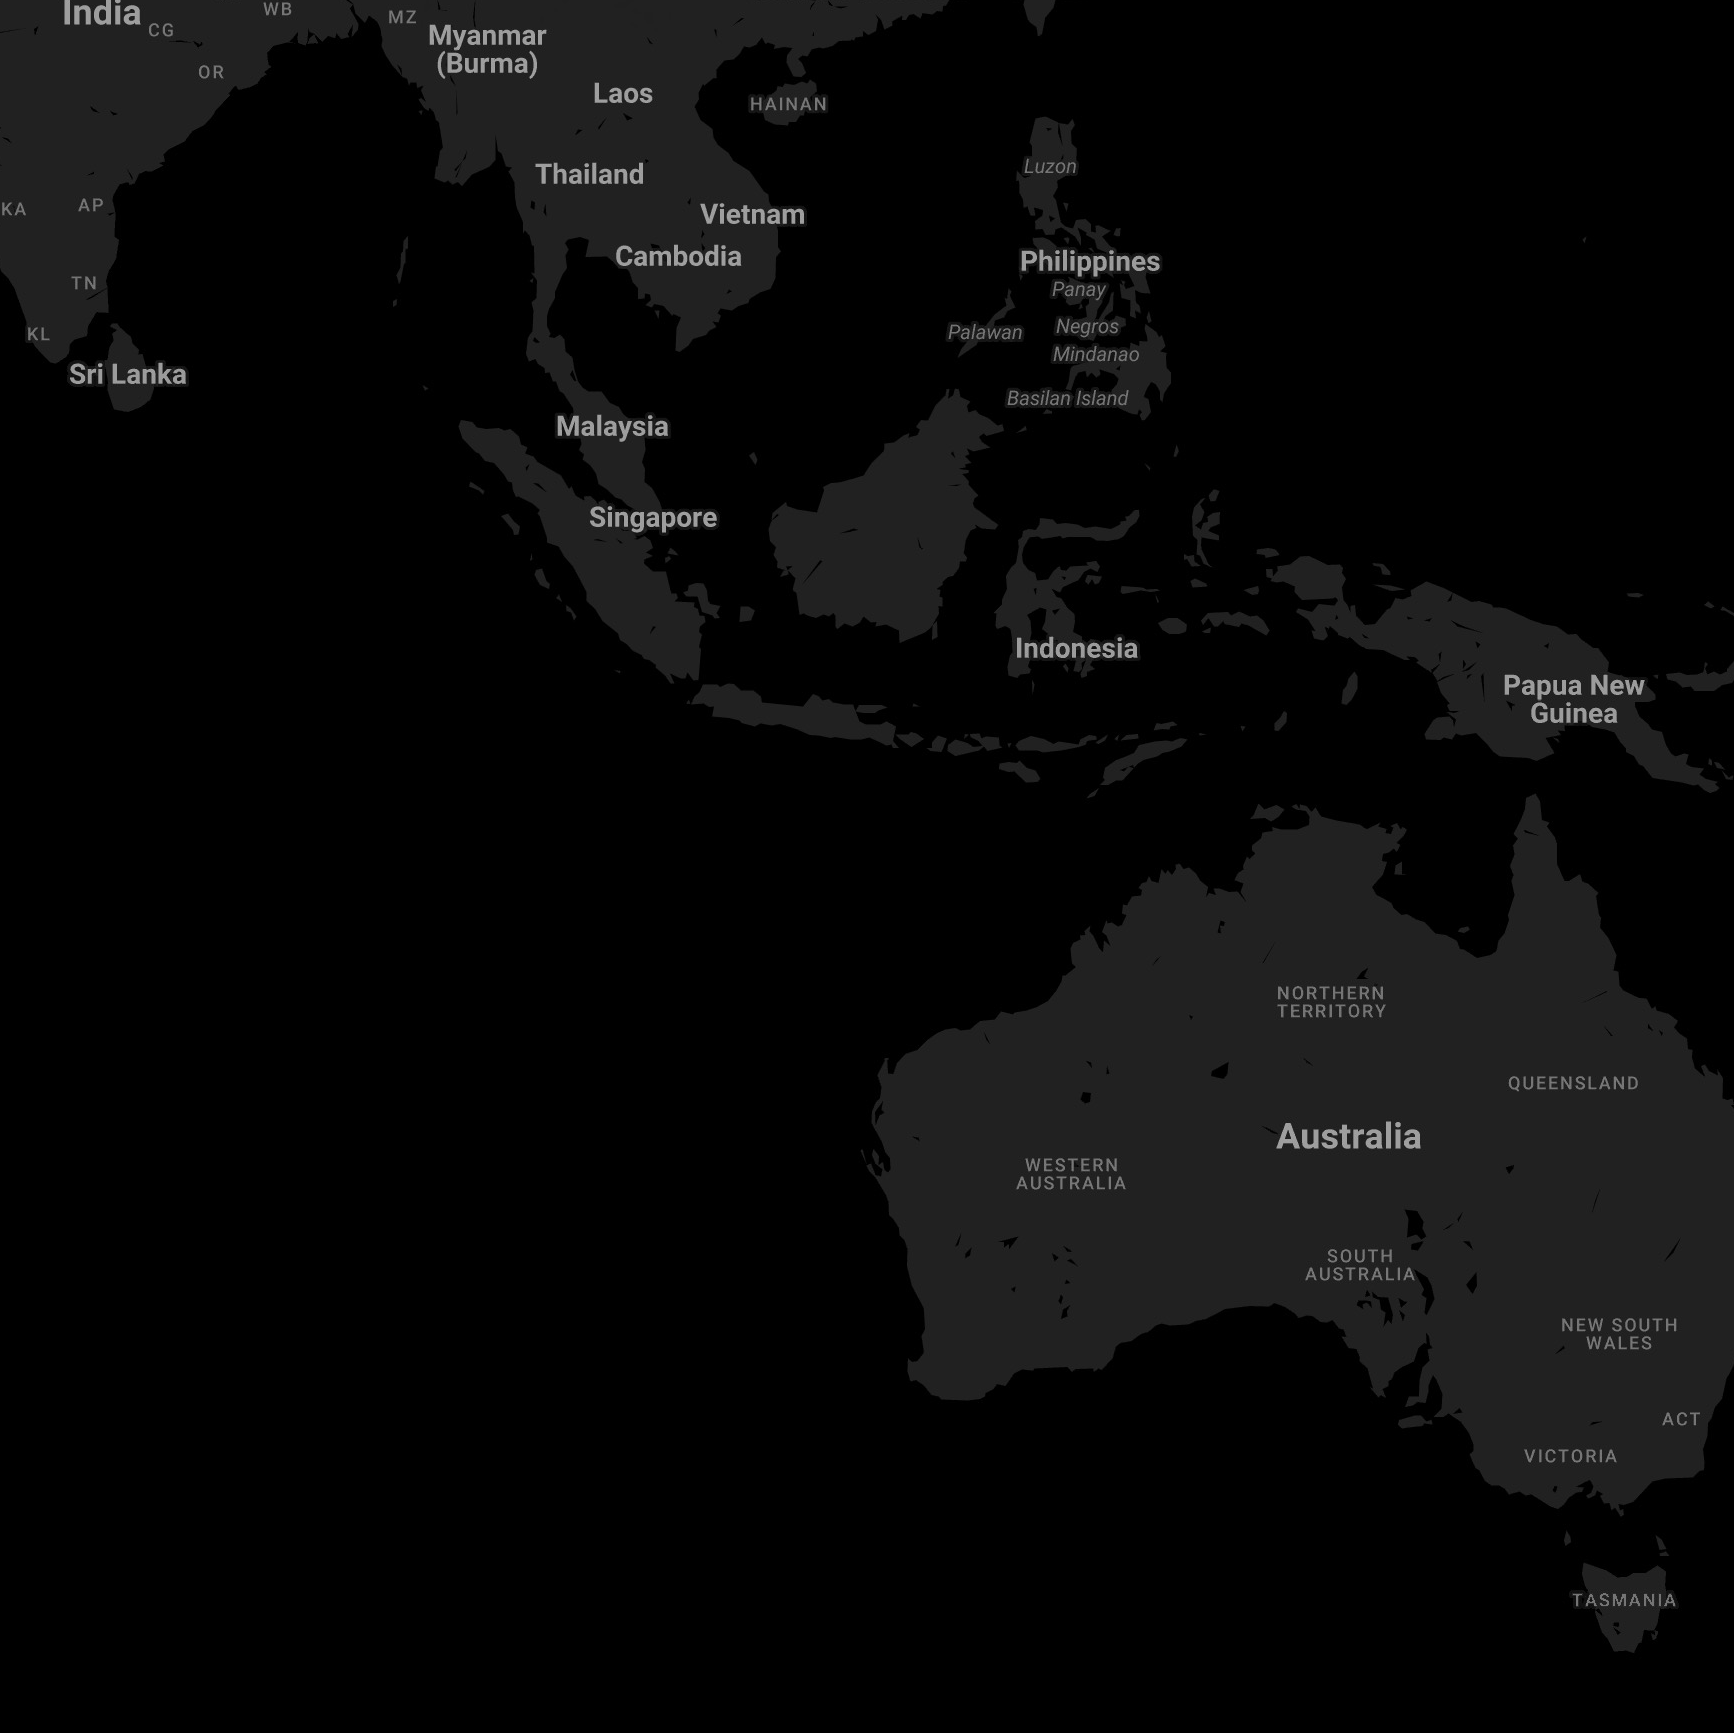 India
WB
MZ
CG
Myanmar
(Burma)
OR
Laos
HAINAN
Luzon
Thailand
KA
AP
Vietnam
Cambodia
Philippines
TN
Panay
Negros
KL
Palawan
Mindanao
Sri Lanka
Basilan Island
Malaysia
Singapore
Indonesia
Papua New
Guinea
NORTHERN
TERRITORY
QUEENSLAND
Australia
WESTERN
AUSTRALIA
SOUTH
AUSTRALIA
NEW SOUTH
WALES
ACT
VICTORIA
TASMANIA